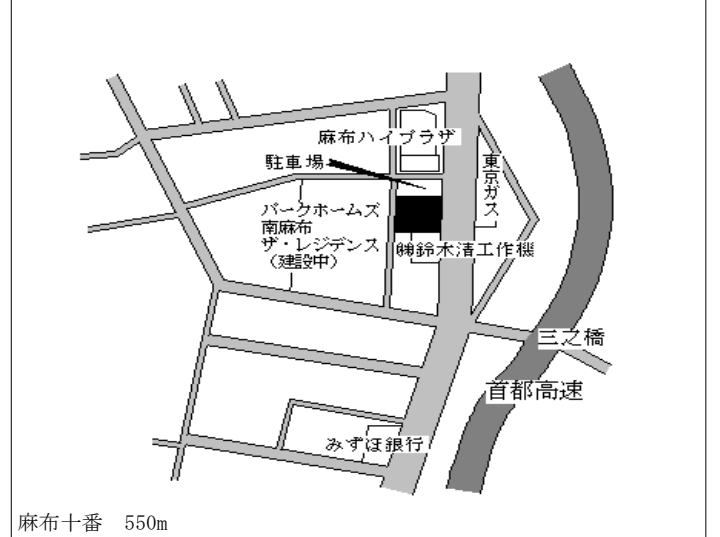 麻布ハイプラザ
駐車場
東京ガス
パークホームズ
南麻布
ザ・レジデンス
(建設中)
㈱鈴木清工作機
三之橋
首都高速
みずほ銀行
麻布十番　550m